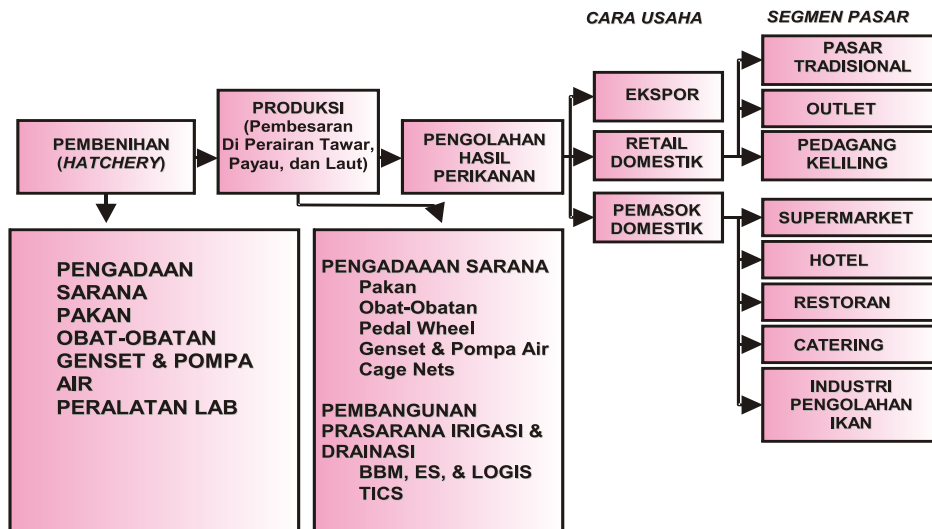 CARA USAHA
SEGMEN PASAR
PEMBENIHAN
(HATCHERY)
PRODUKSI
(Pembesaran
Di Perairan Tawar,
Payau, dan Laut)
PENGOLAHAN
HASIL
PERIKANAN
EKSPOR
RETAIL
DOMESTIK
PEMASOK
DOMESTIK
PASAR
TRADISIONAL
OUTLET
PEDAGANG
KELILING
SUPERMARKET
HOTEL
RESTORAN
CATERING
INDUSTRI
PENGOLAHAN
IKAN
PENGADAAN
SARANA
PAKAN
OBAT-OBATAN
GENSET & POMPA
AIR
PERALATAN LAB
PENGADAAAN SARANA
Pakan
Obat-Obatan
Pedal Wheel
Genset & Pompa Air
Cage Nets
PEMBANGUNAN
PRASARANA IRIGASI &
DRAINASI
BBM, ES, & LOGIS
TICS